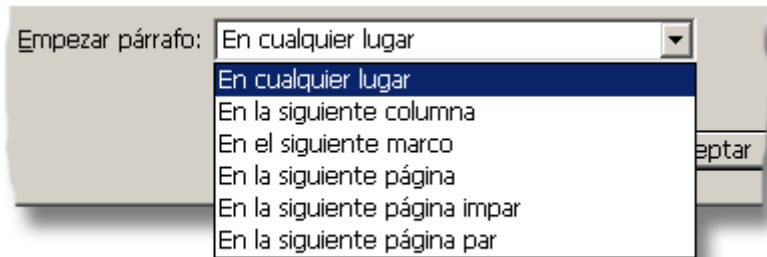 Empezar párrafo: En cualquier lugar
En cualquier lugar
En la siguiente columna
En el siguiente marco
eptar
En la siguiente página
En la siguiente página impar
En la siguiente página par